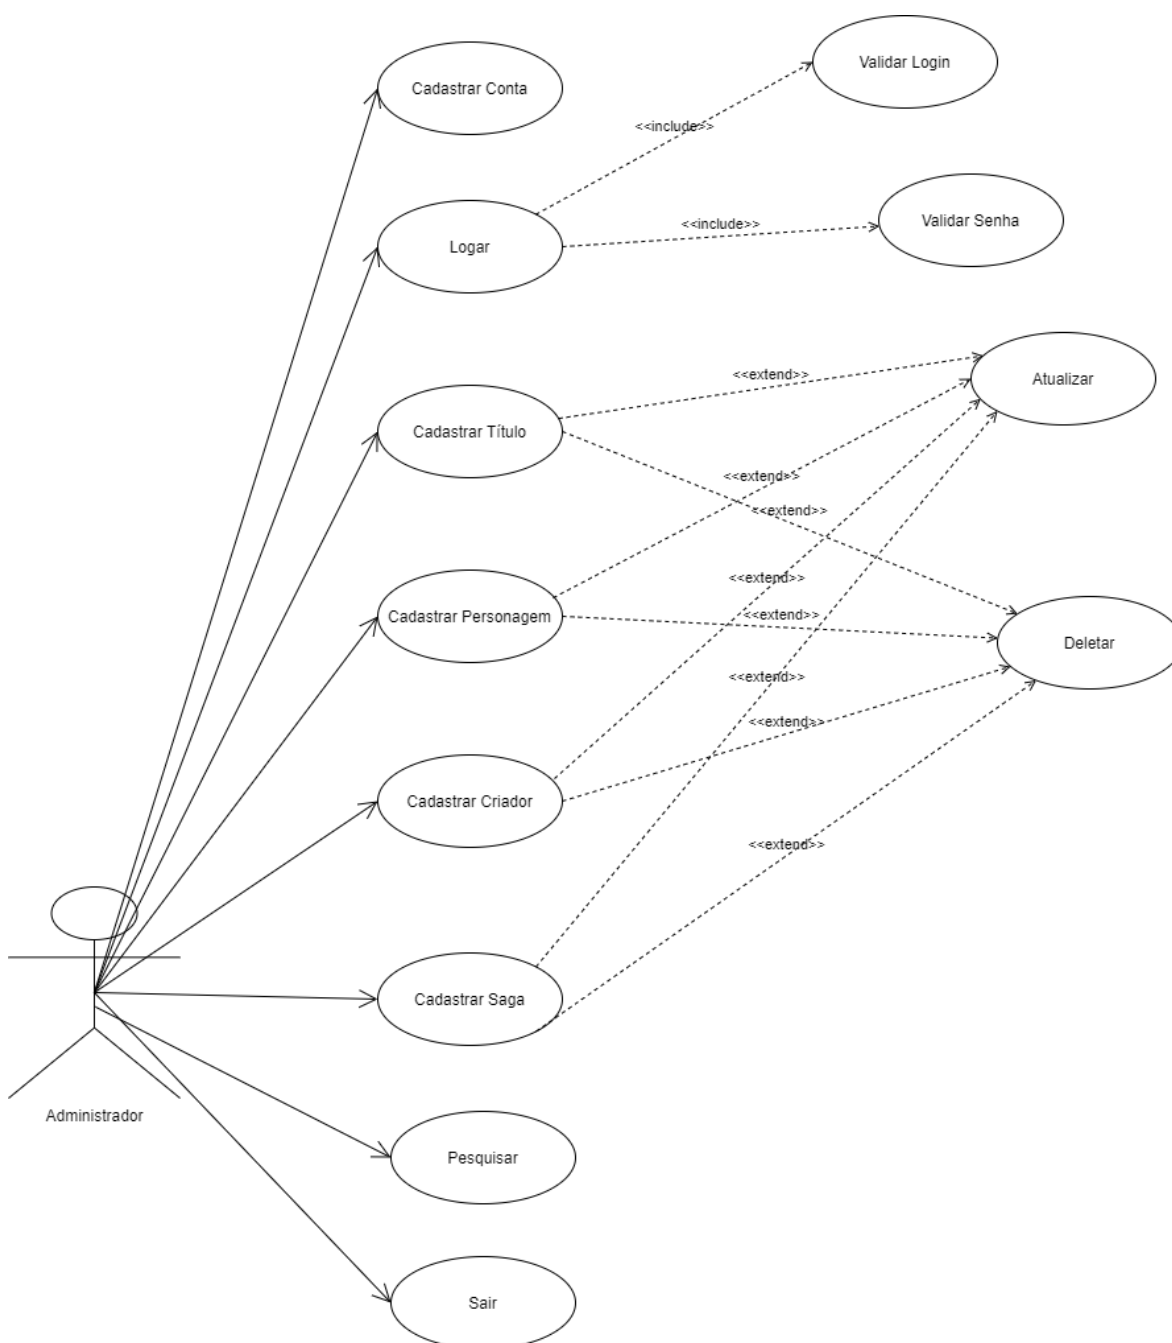 Validar Login
Cadastrar Conta
<<include>>
Validar Senha
<<include>>
Logar
<<extend>>
Atualizar
Cadastrar Título
<<extend>>
<<extend>>
<<extend>>
Cadastrar Personagem
<<extend>>
Deletar
<<extend>>
<<extend>>
Cadastrar Criador
<<extend>>
Cadastrar Saga
Administrador
Pesquisar
Sair